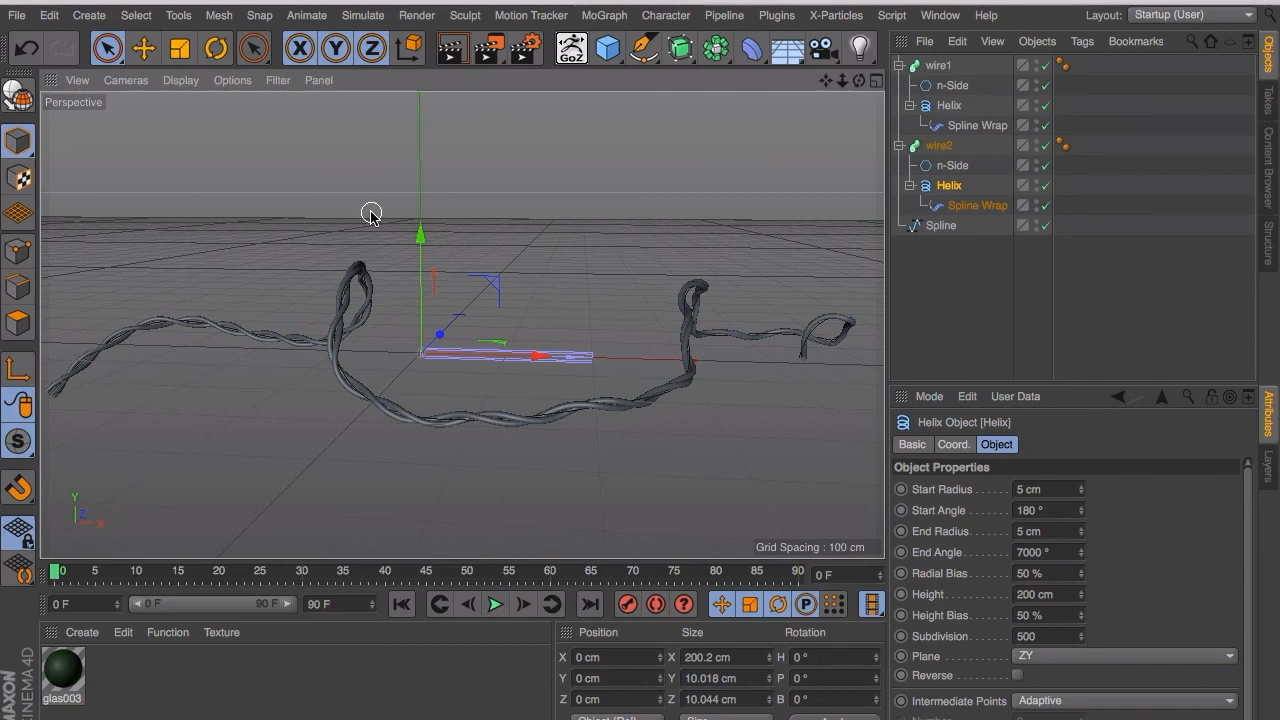 File Edit Create Select Tools Mesh Snap Animate Simulate Render Sculpt Motion Tracker MoGraph Character Pipeline Plugins X-Particles Script Window Help Layout: Startup (User)
X Y Z GoZ
File Edit View Objects Tags Bookmarks
View Cameras Display Options Filter Panel
Perspective
wire1
n-Side
Helix
Spline Wrap
wire2
n-Side
Helix
Spline Wrap
Spline
Objects
Takes
Content Browser
Structure
Y
Z
X
Grid Spacing : 100 cm
Mode Edit User Data
Helix Object [Helix]
Basic Coord. Object
Object Properties
Start Radius . . . . . . 5 cm
Start Angle . . . . . . . 180 °
End Radius . . . . . . . 5 cm
End Angle . . . . . . . . 7000 °
Radial Bias . . . . . . . 50 %
Height . . . . . . . . . . . 200 cm
Height Bias . . . . . . . 50 %
Subdivision . . . . . . . 500
Plane . . . . . . ZY
Reverse . . . . . .
Intermediate Points . Adaptive
Attributes
Layers
S
0 5 10 15 20 25 30 35 40 45 50 55 60 65 70 75 80 85 90 0 F
0 F 0 F 90 F 90 F
P
Create Edit Function Texture
glas003
Position Size Rotation
X 0 cm X 200.2 cm H 0 °
Y 0 cm Y 10.018 cm P 0 °
Z 0 cm Z 10.044 cm B 0 °
MAXON
CINEMA4D